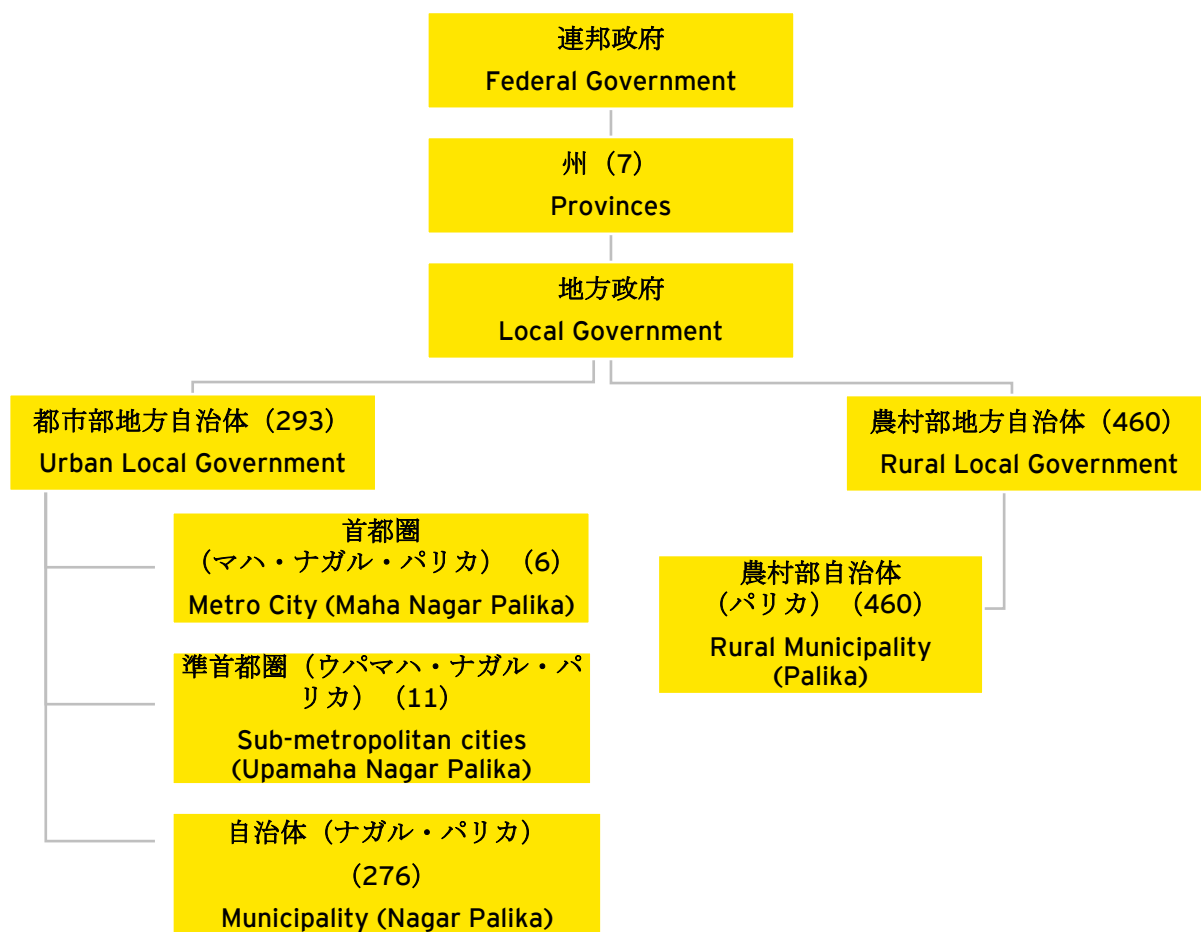 連邦政府
Federal Government
州（7）
Provinces
地方政府
Local Government
都市部地方自治体（293）
Urban Local Government
農村部地方自治体（460）
Rural Local Government
首都圏
（マハ・ナガル・パリカ）（6）
Metro City (Maha Nagar Palika)
準首都圏（ウパマハ・ナガル・パ
リカ）（11）
Sub-metropolitan cities
(Upamaha Nagar Palika)
自治体（ナガル・パリカ）
（276）
Municipality (Nagar Palika)
農村部自治体
（パリカ）（460）
Rural Municipality
(Palika)